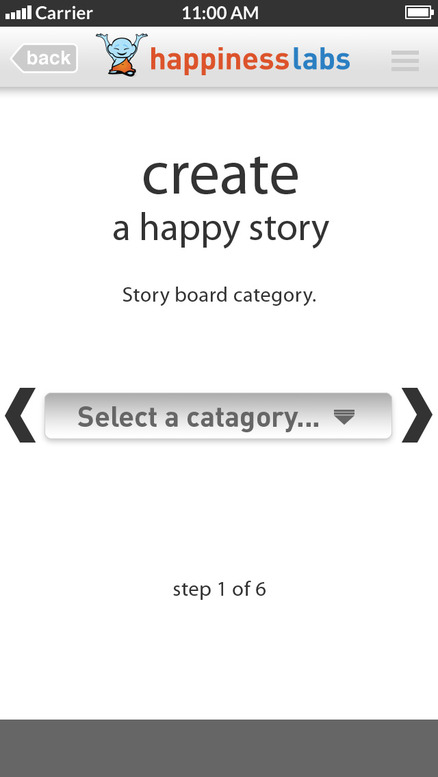 Carrier 11:00 AM
back happinesslabs
create
a happy story
Story board category.
Select a catagory...
step 1 of 6